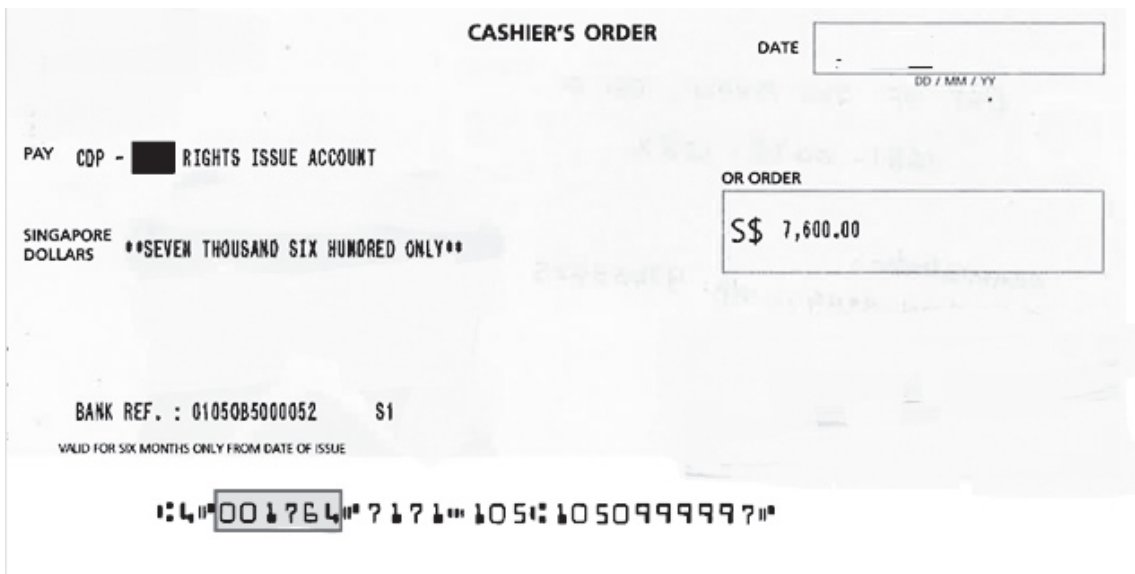 CASHIER'S ORDER
DATE
DD / MM / YY
PAY CDP - RIGHTS ISSUE ACCOUNT
OR ORDER
SINGAPORE DOLLARS **SEVEN THOUSAND SIX HUNDRED ONLY**
S$ 7,600.00
BANK REF. : 01050B5000052 S1
VALID FOR SIX MONTHS ONLY FROM DATE OF ISSUE
⑆4⑈001764⑈7171⑉105⑆1050999997⑈